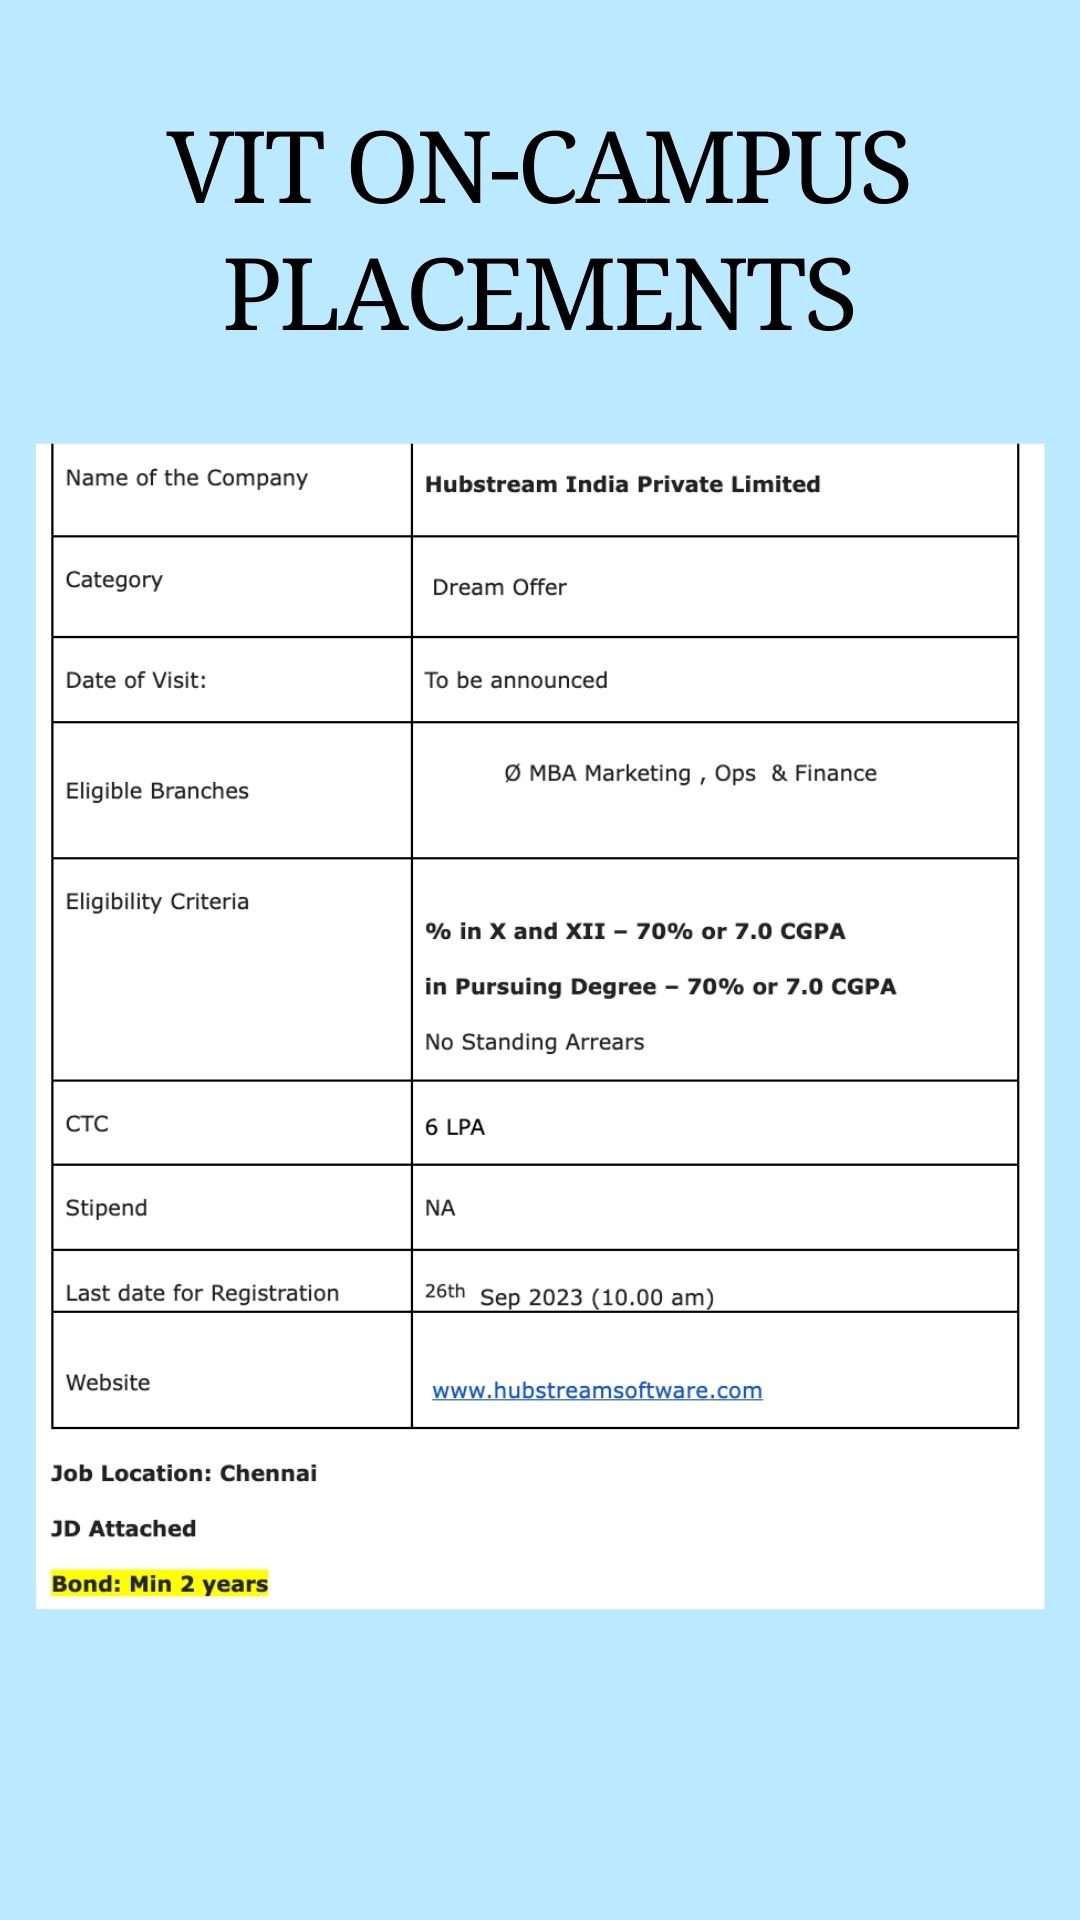 VIT ON-CAMPUS
PLACEMENTS
Name of the Company
Hubstream India Private Limited
Category
Dream Offer
Date of Visit:
To be announced
Eligible Branches
Ø MBA Marketing , Ops  & Finance
Eligibility Criteria
% in X and XII – 70% or 7.0 CGPA
in Pursuing Degree – 70% or 7.0 CGPA
No Standing Arrears
CTC
6 LPA
Stipend
NA
Last date for Registration
26th Sep 2023 (10.00 am)
Website
www.hubstreamsoftware.com
Job Location: Chennai
JD Attached
Bond: Min 2 years